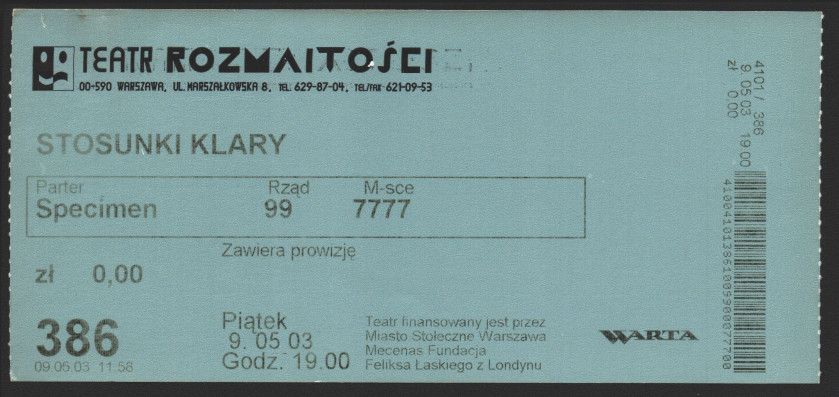 TEATR ROZMAITOŚCI
00-590 WARSZAWA, UL. MARSZAŁKOWSKA 8, TEL. 629-87-04, TEL/FAX 621-09-53
STOSUNKI KLARY
Parter Rząd M-sce
Specimen 99 7777
Zawiera prowizję
zł 0,00
386
09.05.03 11:58
Piątek
9. 05 03
Godz. 19.00
Teatr finansowany jest przez
Miasto Stołeczne Warszawa
Mecenas Fundacja
Feliksa Łaskiego z Londynu
WARTA
4101 / 386
9 05 03 19 00
zł 0,00